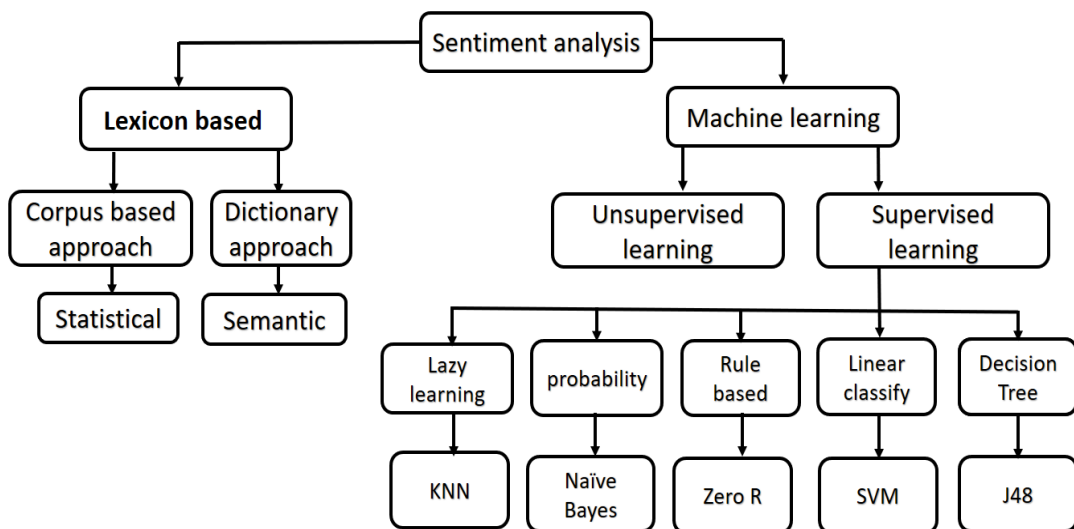 Sentiment analysis
Lexicon based
Machine learning
Corpus based
approach
Dictionary
approach
Unsupervised
learning
Supervised
learning
Statistical
Semantic
Lazy
learning
probability
Rule
based
Linear
classify
Decision
Tree
KNN
Naïve
Bayes
Zero R
SVM
J48